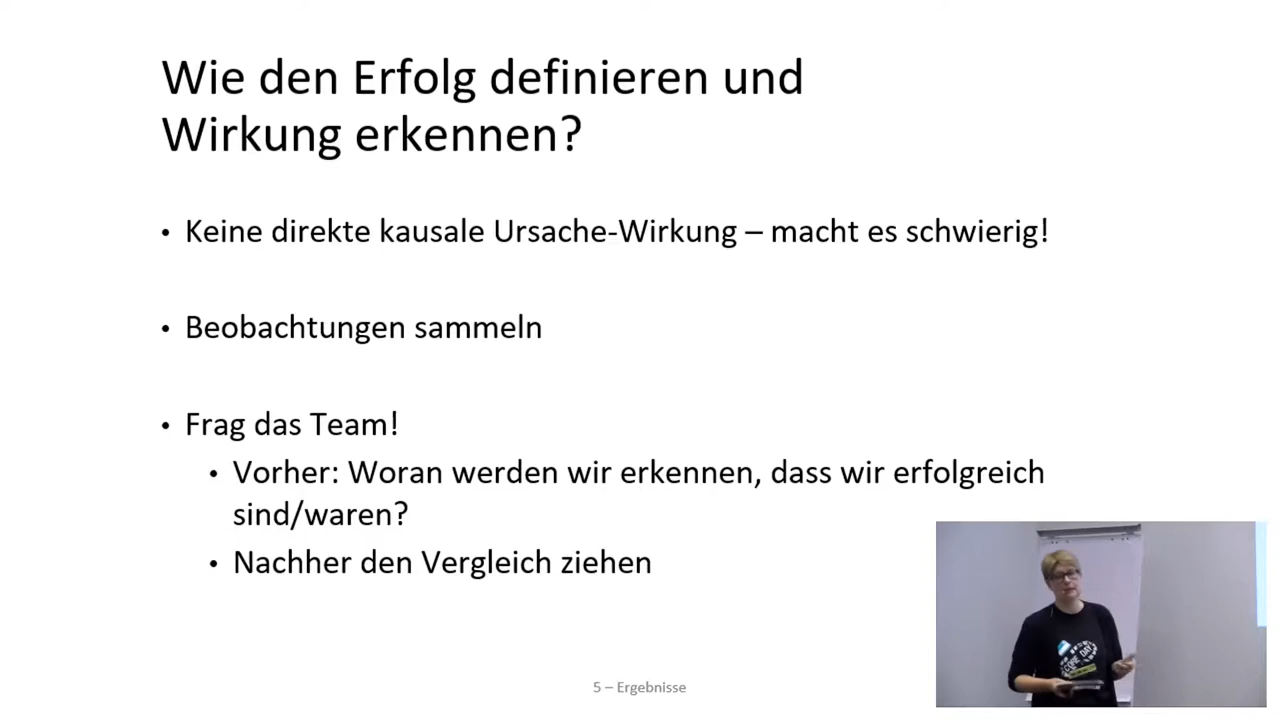 Wie den Erfolg definieren und
Wirkung erkennen?
• Keine direkte kausale Ursache-Wirkung – macht es schwierig!
• Beobachtungen sammeln
• Frag das Team!
• Vorher: Woran werden wir erkennen, dass wir erfolgreich
sind/waren?
• Nachher den Vergleich ziehen
DAY
5 – Ergebnisse